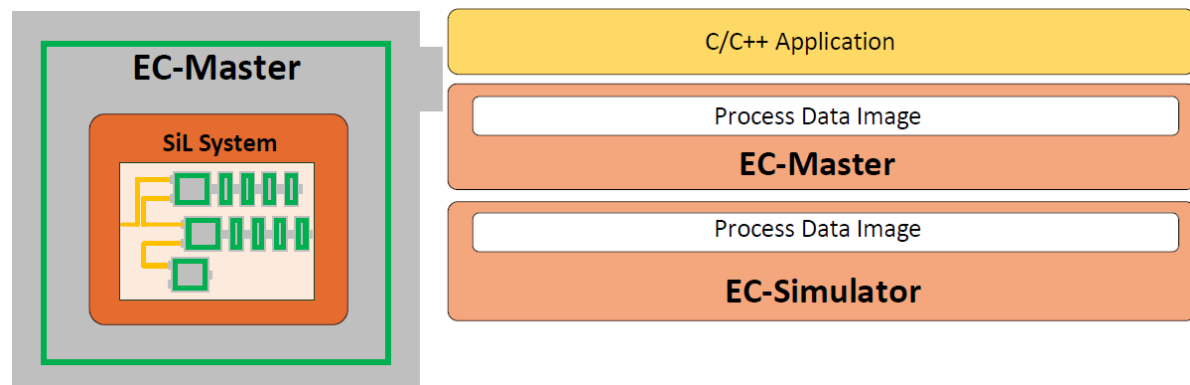 EC-Master
SiL System
C/C++ Application
Process Data Image
EC-Master
Process Data Image
EC-Simulator